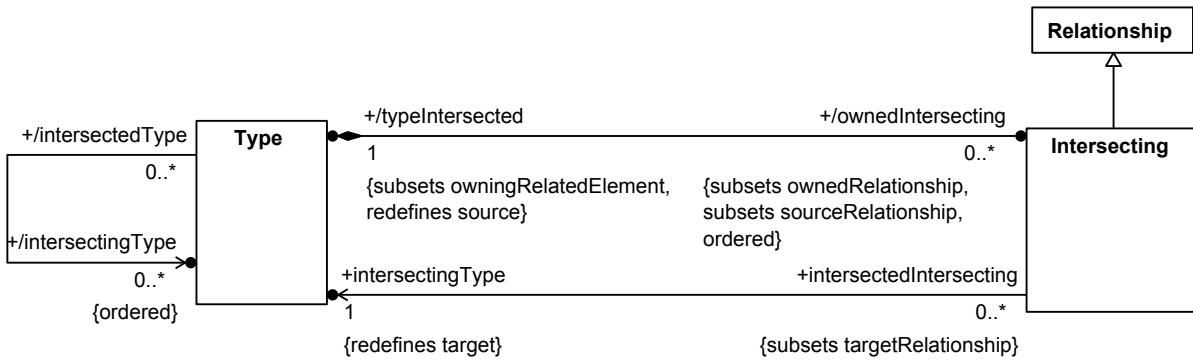 Relationship
+/intersectedType
Type
+/typeIntersected
+/ownedIntersecting
Intersecting
0..*
1
0..*
{subsets owningRelatedElement,
redefines source}
{subsets ownedRelationship,
subsets sourceRelationship,
ordered}
+/intersectingType
0..*
{ordered}
+intersectingType
+intersectedIntersecting
1
0..*
{redefines target}
{subsets targetRelationship}